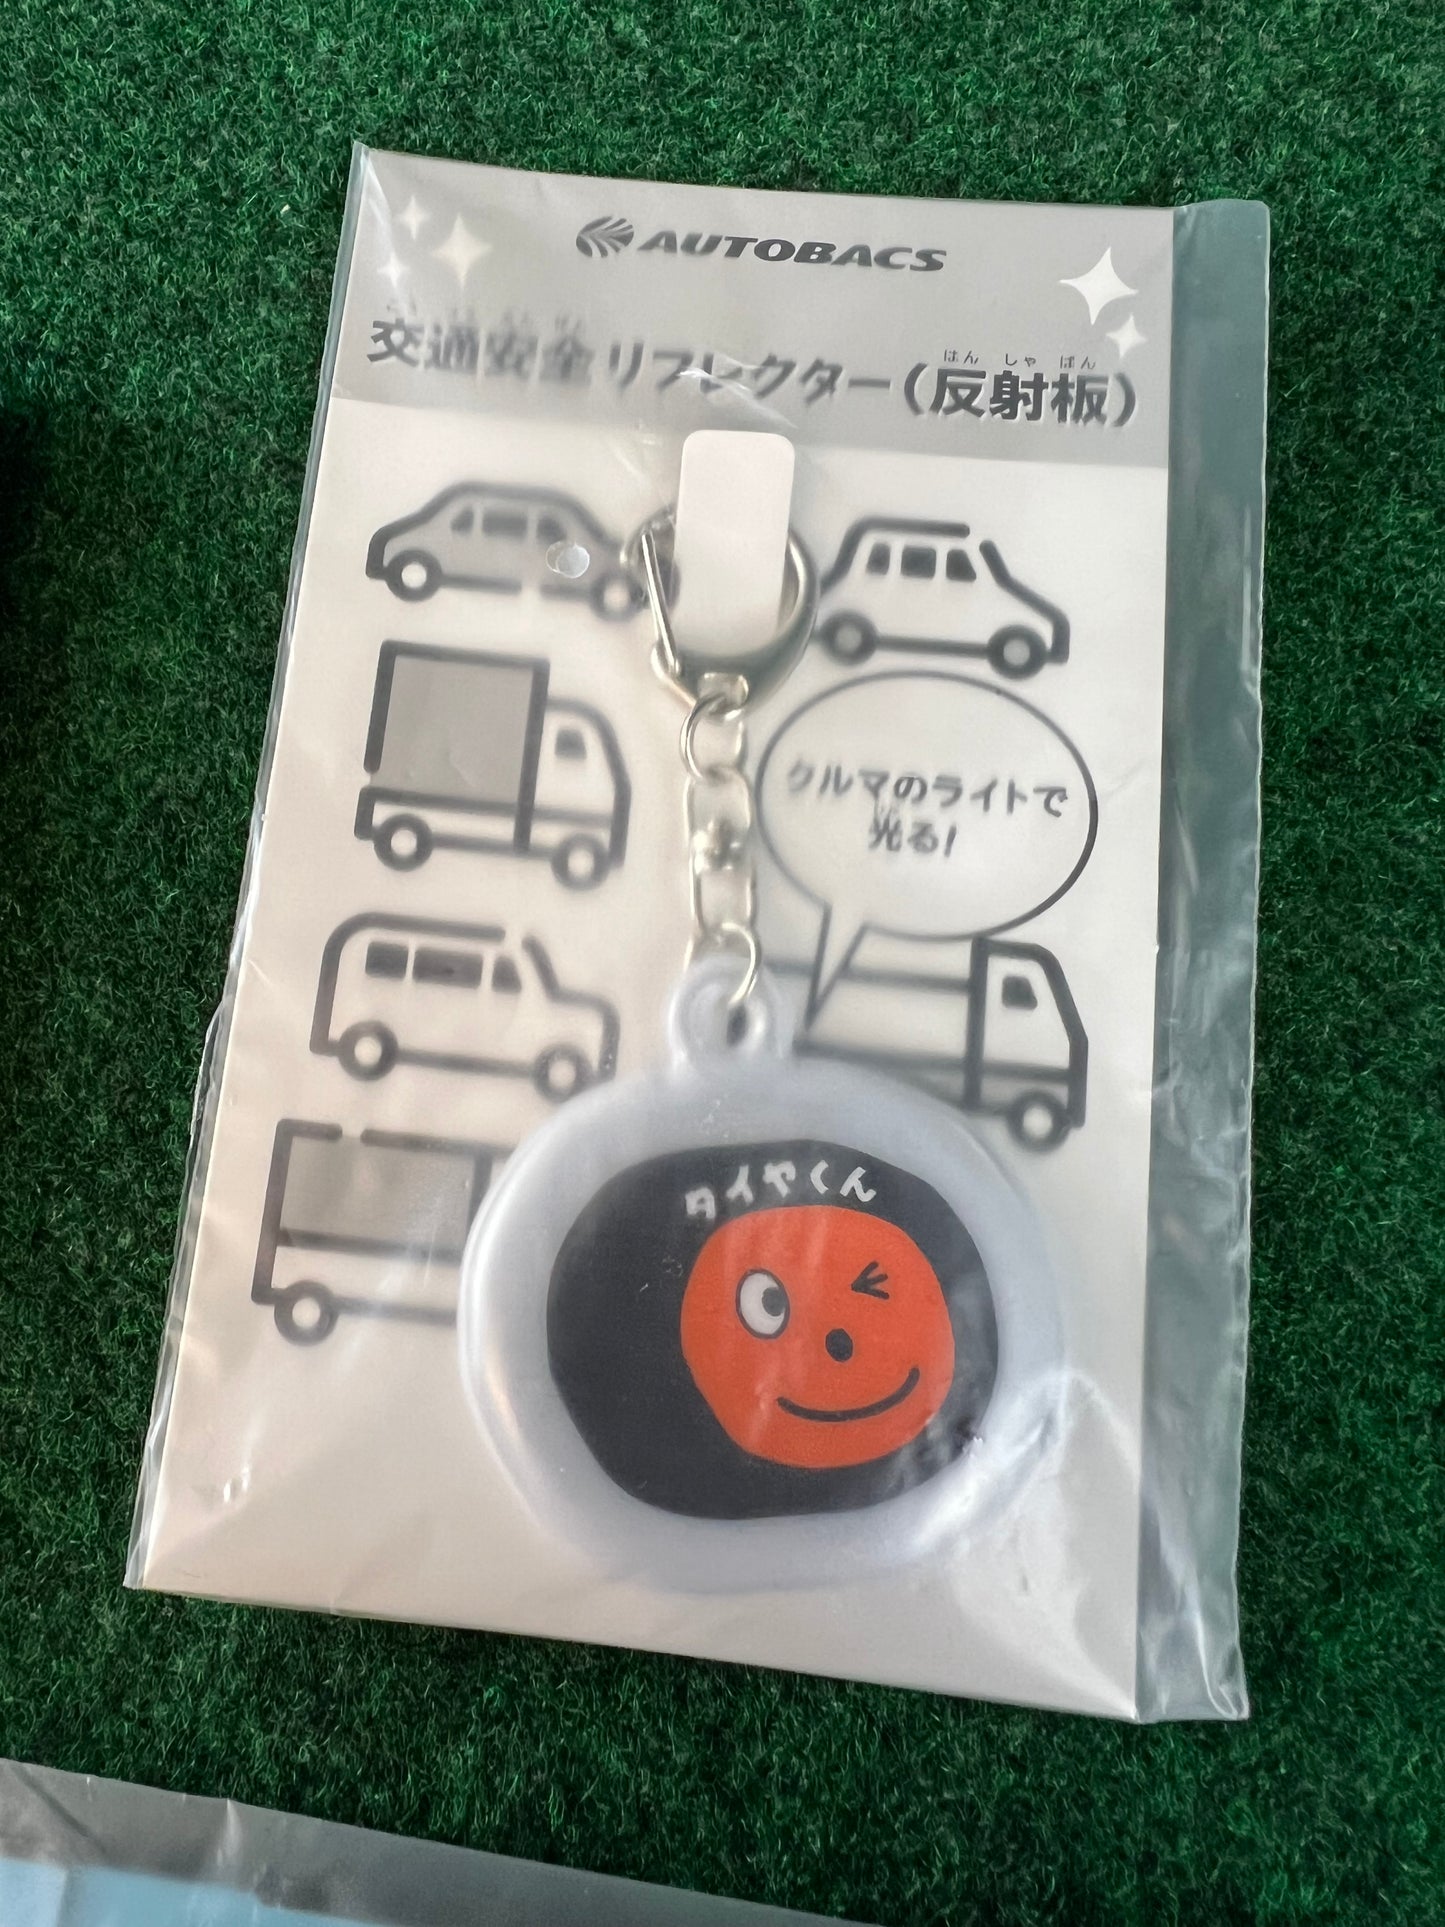 AUTOBACS
交通安全リフレクター(反射板)
はん しゃ ばん
クルマのライトで
光る!
タイヤくん